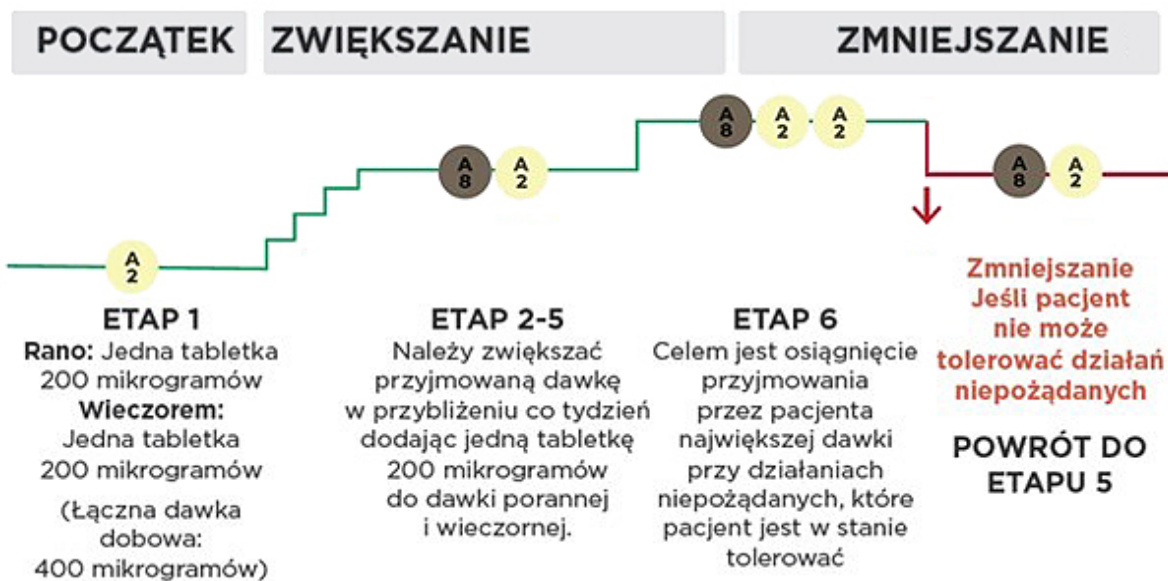 POCZĄTEK
ZWIĘKSZANIE
ZMNIEJSZANIE
A
2
A
8
A
2
A
8
A
2
A
2
A
8
A
2
ETAP 1
Rano: Jedna tabletka
200 mikrogramów
Wieczorem:
Jedna tabletka
200 mikrogramów
(Łączna dawka
dobowa:
400 mikrogramów)
ETAP 2-5
Należy zwiększać
przyjmowaną dawkę
w przybliżeniu co tydzień
dodając jedną tabletkę
200 mikrogramów
do dawki porannej
i wieczornej.
ETAP 6
Celem jest osiągnięcie
przyjmowania
przez pacjenta
największej dawki
przy działaniach
niepożądanych, które
pacjent jest w stanie
tolerować
Zmniejszanie
Jeśli pacjent
nie może
tolerować działań
niepożądanych
POWRÓT DO
ETAPU 5